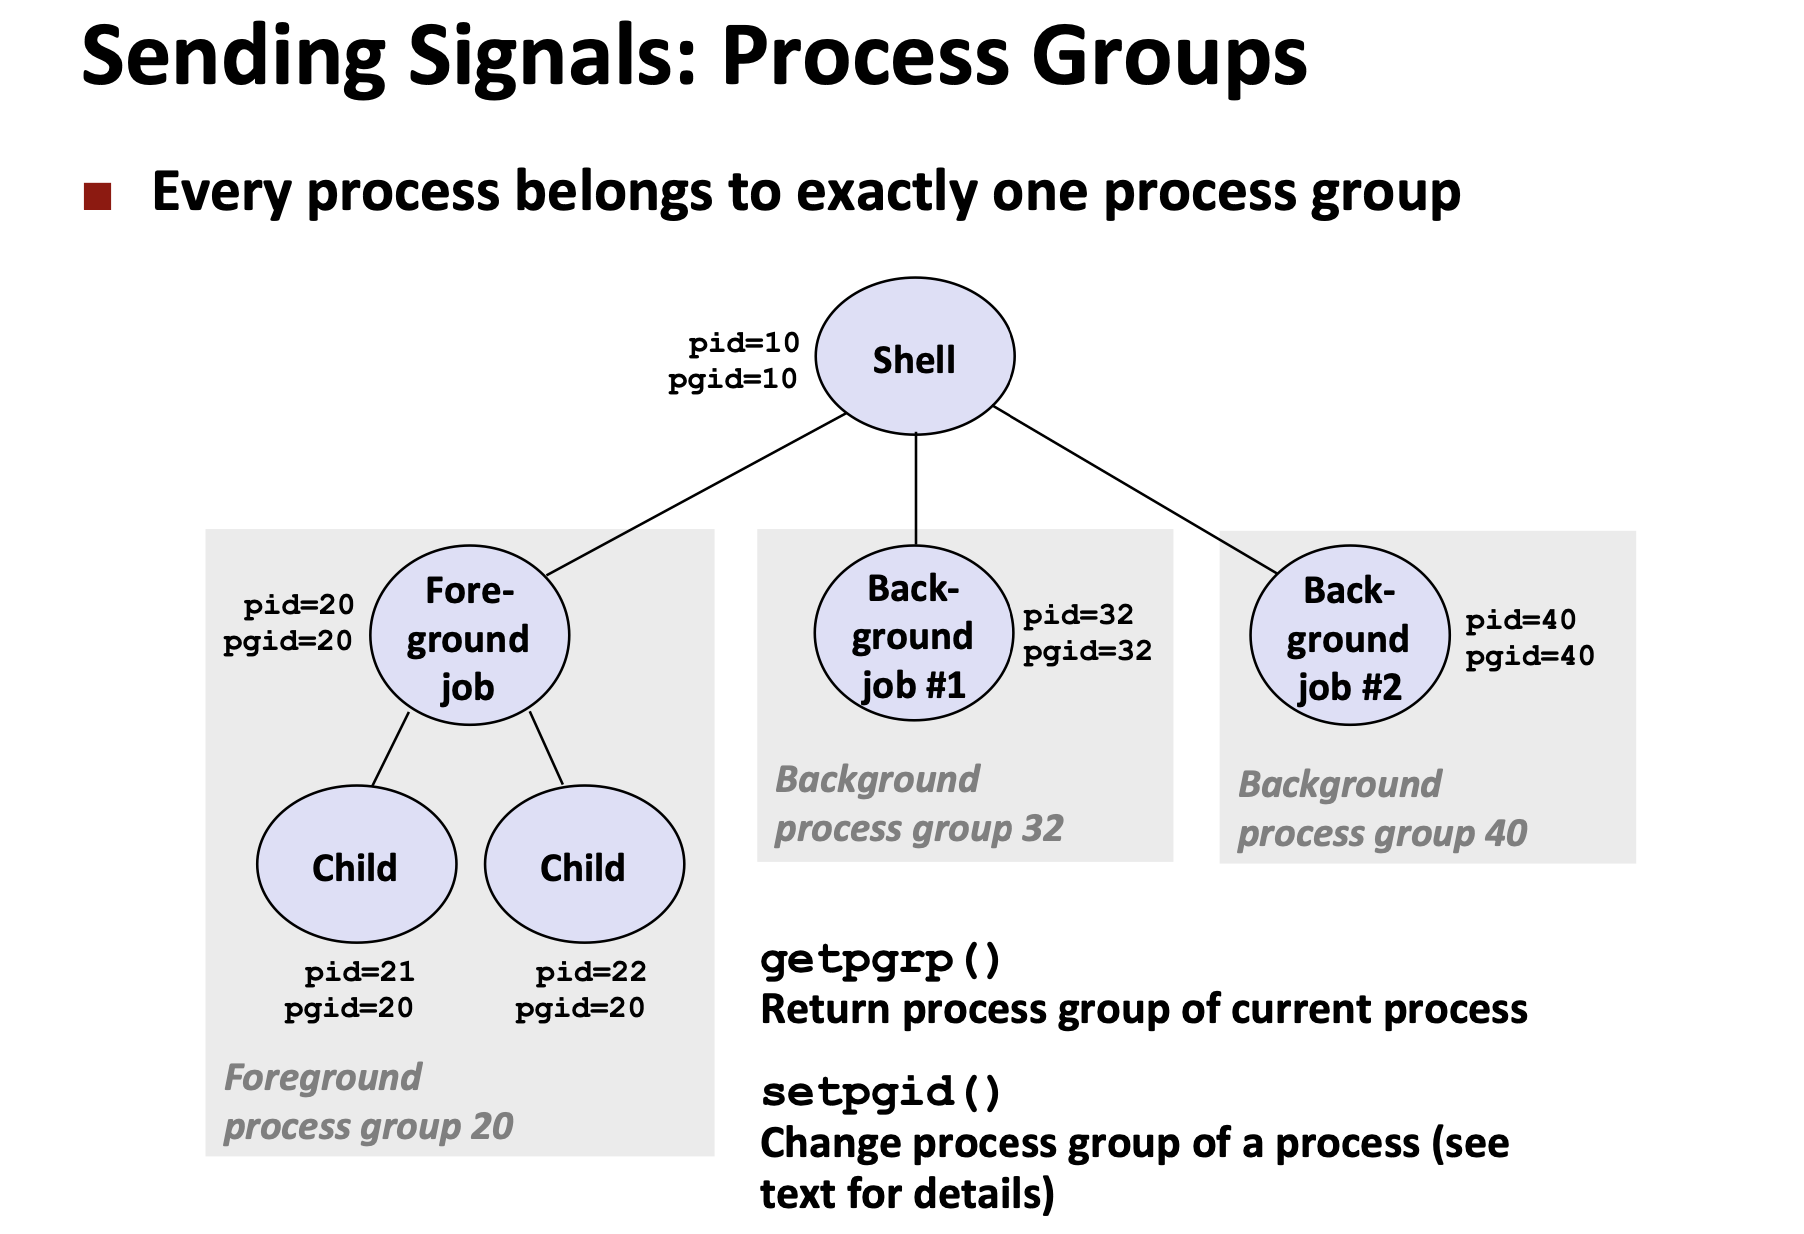 Sending Signals: Process Groups
Every process belongs to exactly one process group
pid=10
pgid=10
Shell
pid=20
pgid=20
Fore-
ground
job
Back-
ground
job #1
pid=32
pgid=32
Back-
ground
job #2
pid=40
pgid=40
Background
process group 32
Background
process group 40
Child
Child
pid=21
pgid=20
pid=22
pgid=20
Foreground
process group 20
getpgrp()
Return process group of current process
setpgid()
Change process group of a process (see
text for details)